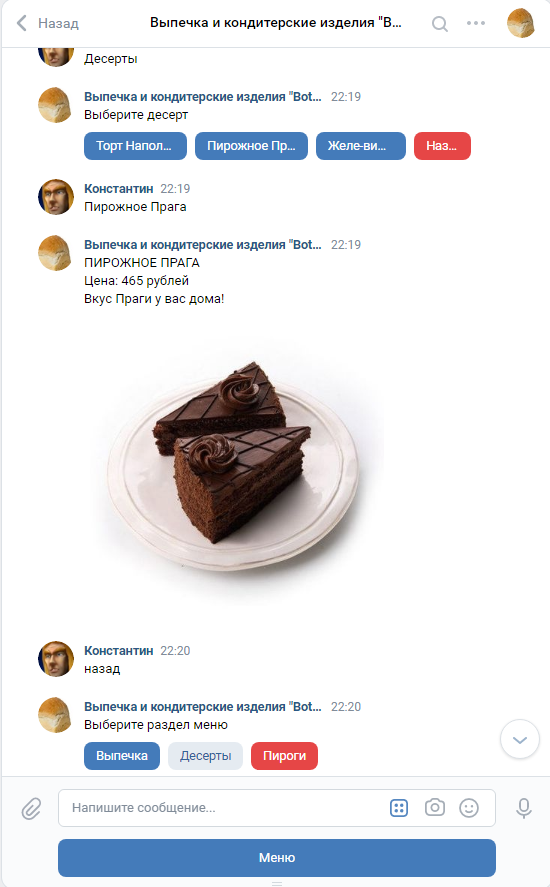 Назад
Выпечка и кондитерские изделия "В...
Десерты
Выпечка и кондитерские изделия "Bot... 22:19
Выберите десерт
Торт Напол... Пирожное Пр... Желе-ви... Наз...
Константин 22:19
Пирожное Прага
Выпечка и кондитерские изделия "Bot... 22:19
ПИРОЖНОЕ ПРАГА
Цена: 465 рублей
Вкус Праги у вас дома!
Константин 22:20
назад
Выпечка и кондитерские изделия "Bot... 22:20
Выберите раздел меню
Выпечка Десерты Пироги
Напишите сообщение...
Меню